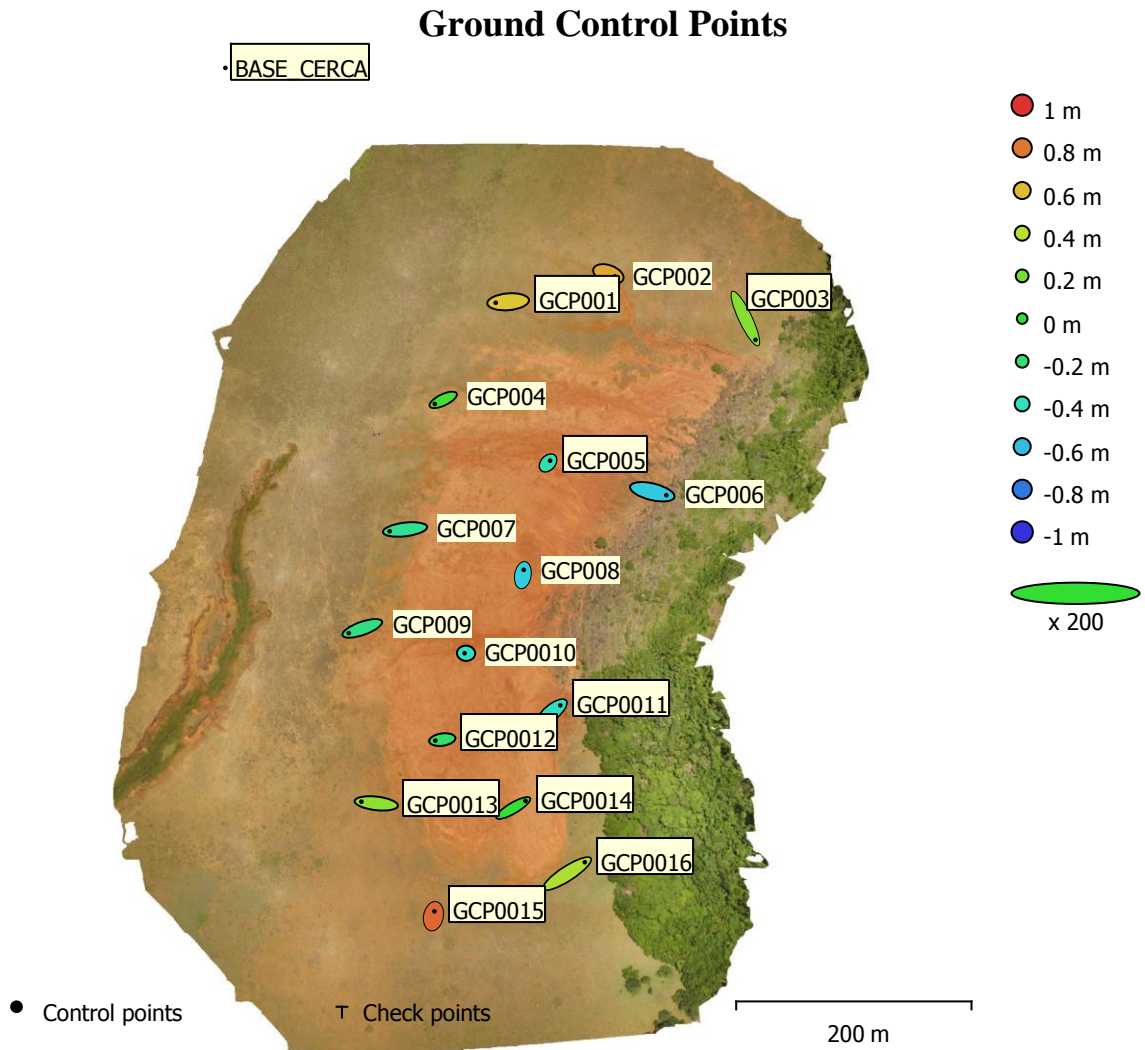 Ground Control Points
BASE_CERCA
1 m
0.8 m
0.6 m
0.4 m
0.2 m
0 m
-0.2 m
-0.4 m
-0.6 m
-0.8 m
-1 m
x 200
GCP002
GCP001
GCP003
GCP004
GCP005
GCP006
GCP007
GCP008
GCP009
GCP0010
GCP0011
GCP0012
GCP0013
GCP0014
GCP0016
GCP0015
Control points
Check points
200 m